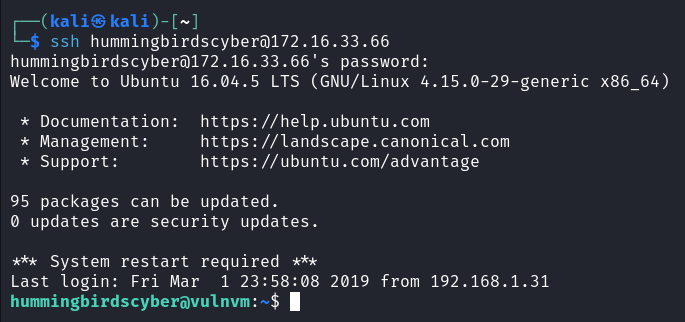 ┌──(kali㉿kali)-[~]
└─$ ssh hummingbirdscyber@172.16.33.66
hummingbirdscyber@172.16.33.66's password:
Welcome to Ubuntu 16.04.5 LTS (GNU/Linux 4.15.0-29-generic x86_64)
* Documentation:  https://help.ubuntu.com
* Management:     https://landscape.canonical.com
* Support:        https://ubuntu.com/advantage
95 packages can be updated.
0 updates are security updates.
*** System restart required ***
Last login: Fri Mar  1 23:58:08 2019 from 192.168.1.31
hummingbirdscyber@vulnvm:~$